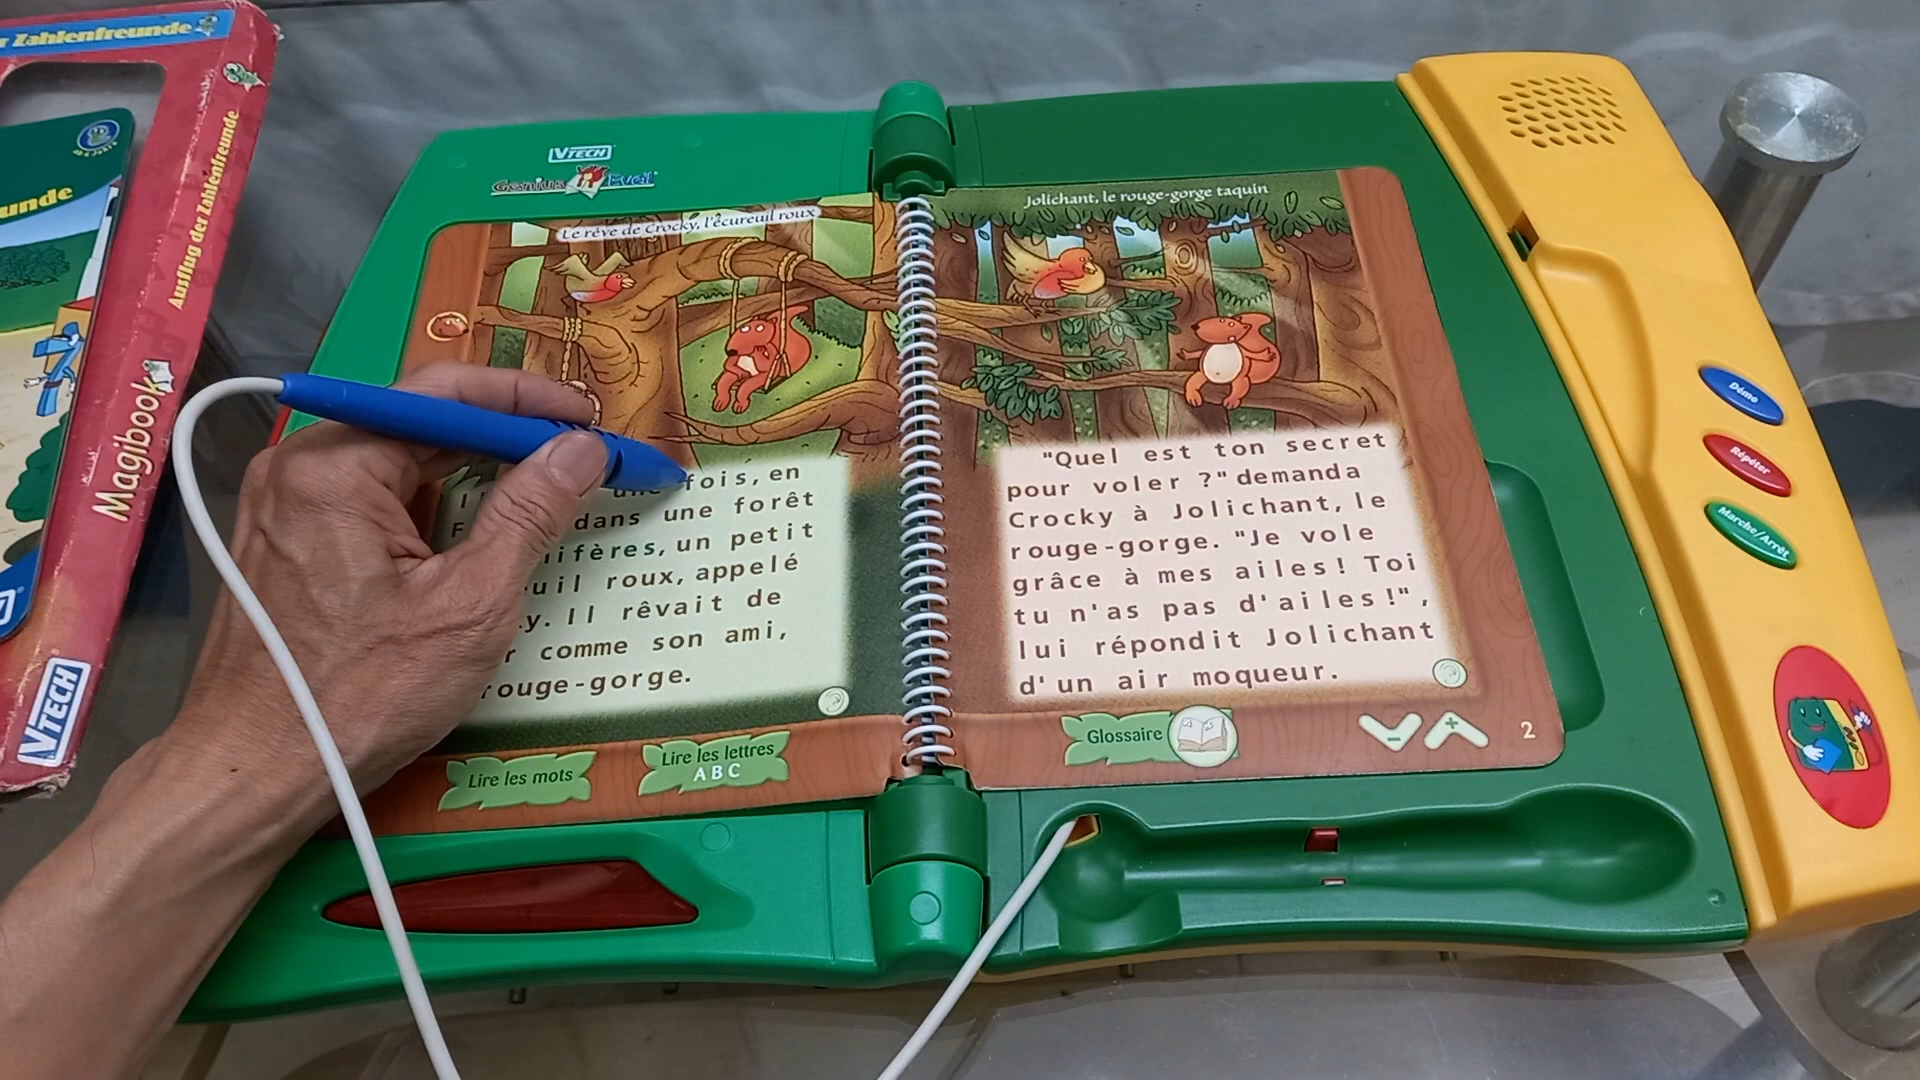 r Zahlenfreunde
unde
Ausflug der Zahlenfreunde
Magibook
VTECH
VTECH
Genius Eveil
Le rêve de Crocky, l'écureuil roux
une fois, en
dans une forêt
nifères, un petit
uil roux, appelé
y. Il rêvait de
r comme son ami,
rouge-gorge.
Lire les mots
Lire les lettres
ABC
Jolichant, le rouge-gorge taquin
"Quel est ton secret
pour voler ?" demanda
Crocky à Jolichant, le
rouge-gorge. "Je vole
grâce à mes ailes! Toi
tu n'as pas d'ailes!",
lui répondit Jolichant
d'un air moqueur.
Glossaire
- +
2
Démo
Répéter
Marche/Arrêt